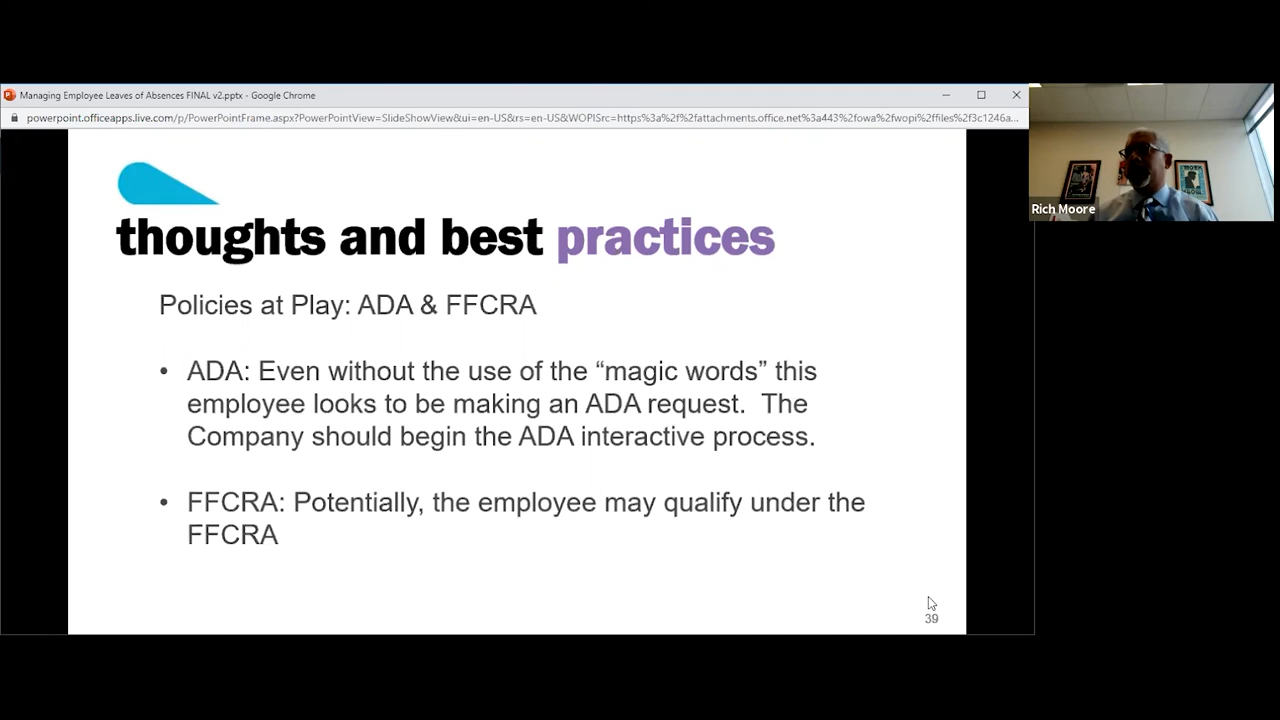 Managing Employee Leaves of Absences FINAL v2.pptx - Google Chrome
powerpoint.officeapps.live.com/p/PowerPointFrame.aspx?PowerPointView=SlideShowView&ui=en-US&rs=en-US&WOPISrc=https%3a%2f%2fattachments.office.net%3a443%2fowa%2fwopi%2ffiles%2f3c1246a...
Rich Moore
thoughts and best practices
Policies at Play: ADA & FFCRA
• ADA: Even without the use of the “magic words” this
employee looks to be making an ADA request. The
Company should begin the ADA interactive process.
• FFCRA: Potentially, the employee may qualify under the
FFCRA
39